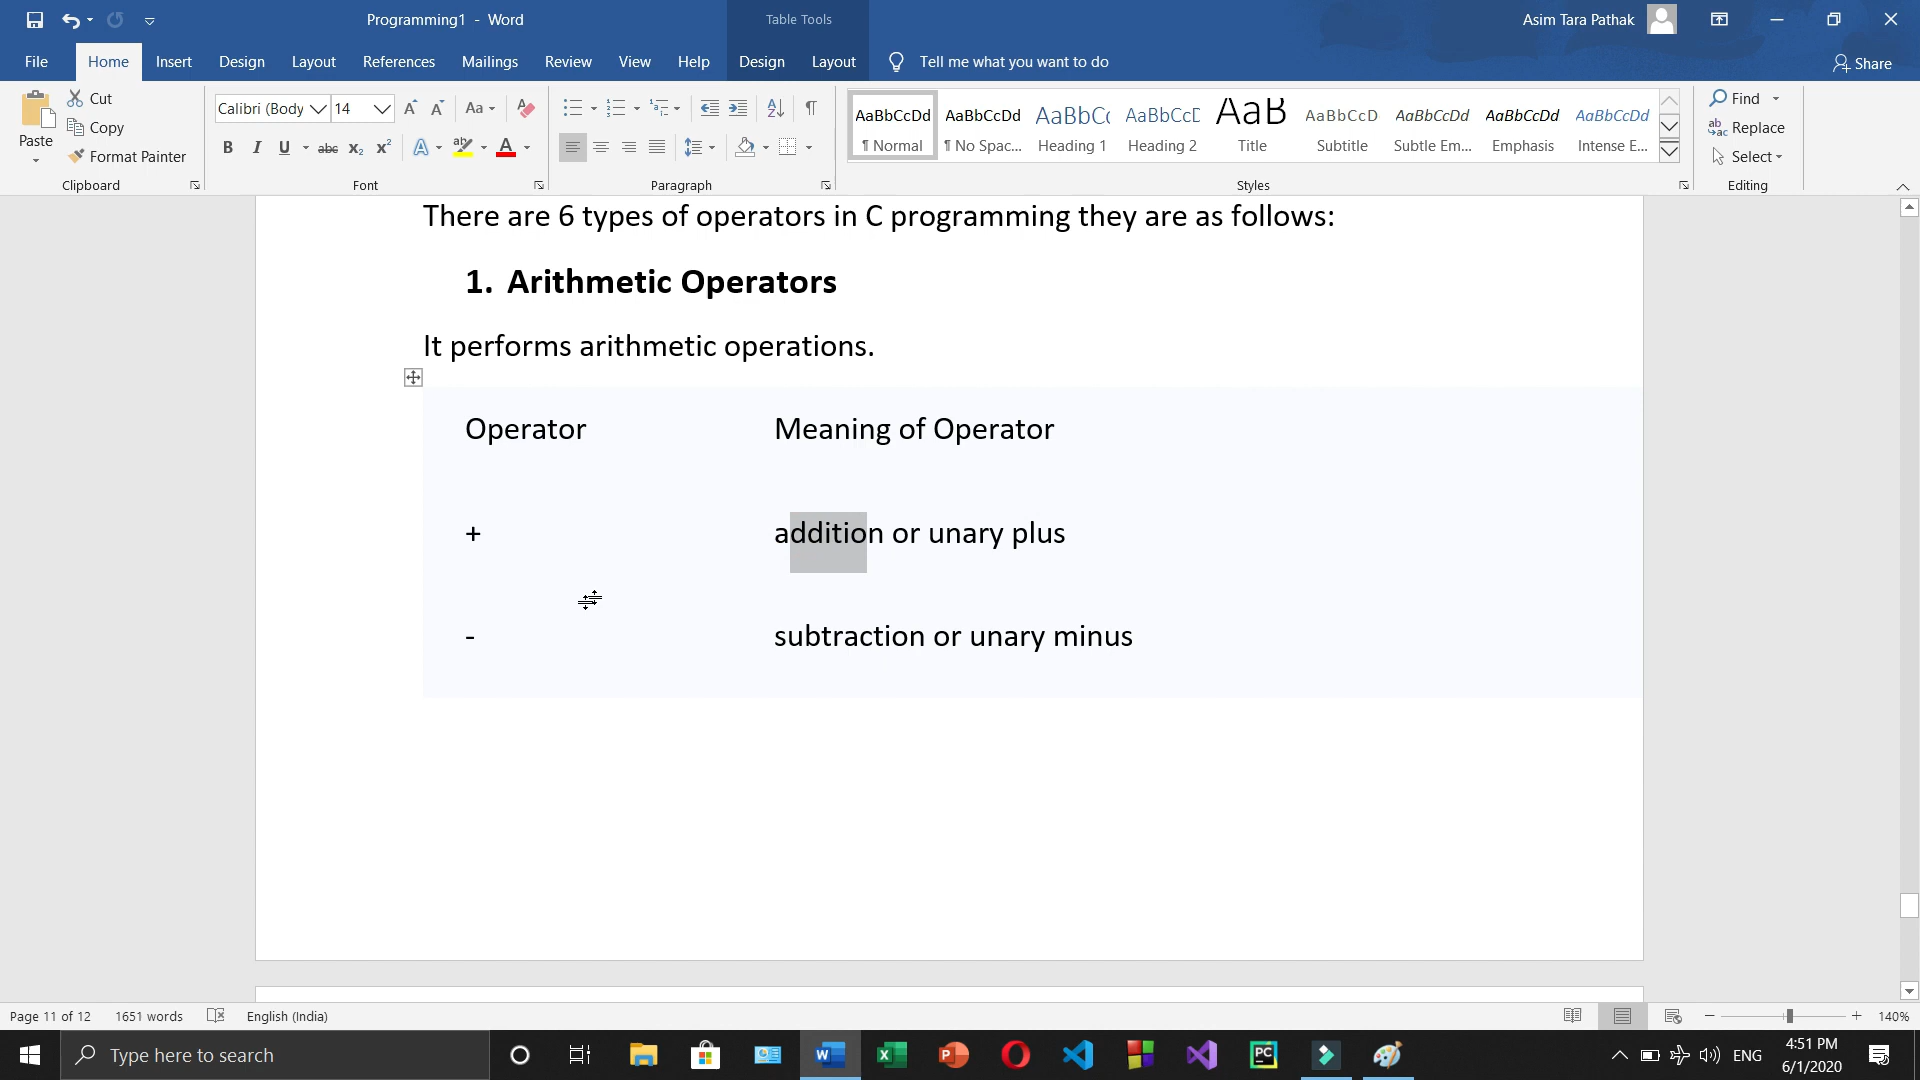 Programming1 - Word
Table Tools
Asim Tara Pathak
File Home Insert Design Layout References Mailings Review View Help Design Layout Tell me what you want to do Share
Paste
Cut
Copy
Format Painter
Clipboard
Calibri (Body 14
Aa
B I U abc x₂ x² A ab A
Font
Paragraph
AaBbCcDd AaBbCcDd AaBbCc AaBbCcD AaB AaBbCcD AaBbCcDd AaBbCcDd AaBbCcDd
¶ Normal ¶ No Spac... Heading 1 Heading 2 Title Subtitle Subtle Em... Emphasis Intense E...
Styles
Find
Replace
Select
Editing
There are 6 types of operators in C programming they are as follows:
1. Arithmetic Operators
It performs arithmetic operations.
Operator Meaning of Operator
+ addition or unary plus
- subtraction or unary minus
Page 11 of 12 1651 words English (India) 140%
Type here to search
ENG
4:51 PM
6/1/2020